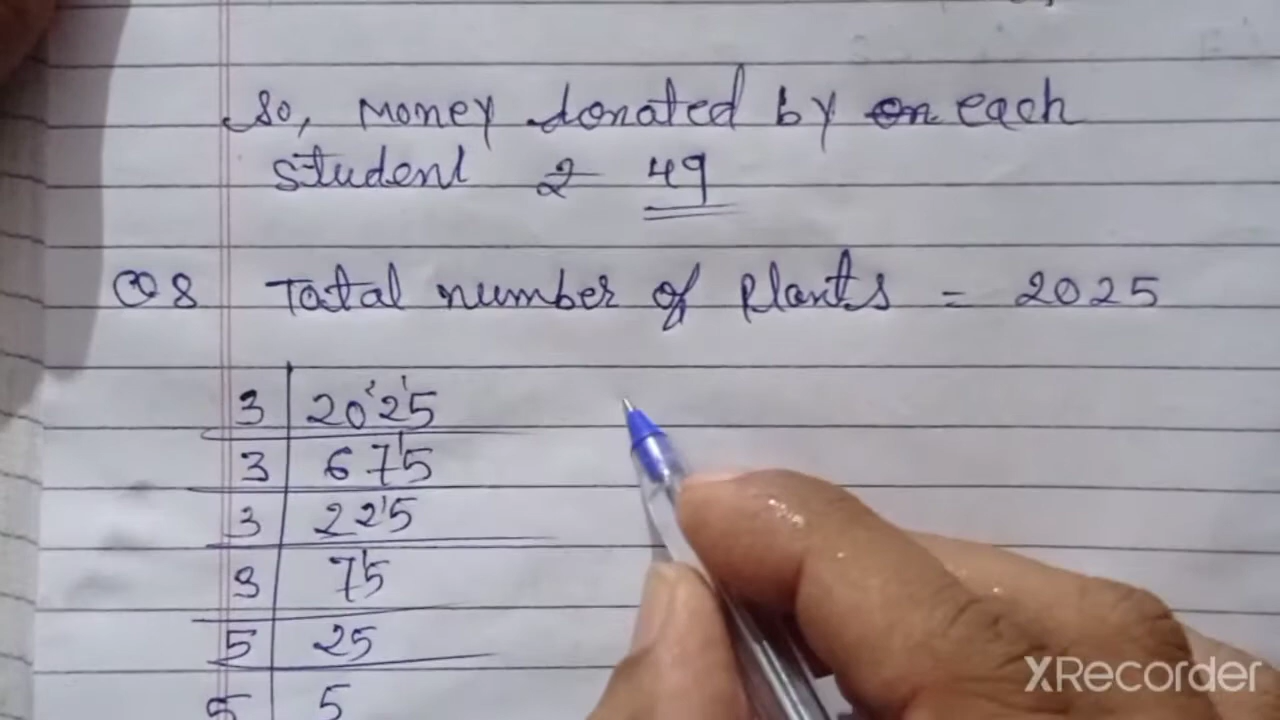 So, Money donated by on each
student = 49
Q8 Total number of plants = 2025
3 | 2025
3 | 675
3 | 225
3 | 75
5 | 25
5 | 5
XRecorder